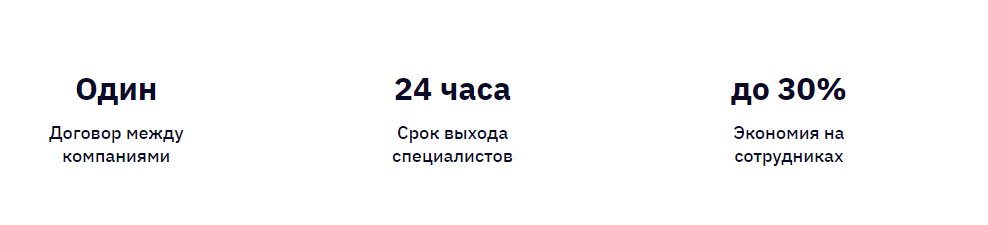 Один
Договор между
компаниями
24 часа
Срок выхода
специалистов
до 30%
Экономия на
сотрудниках